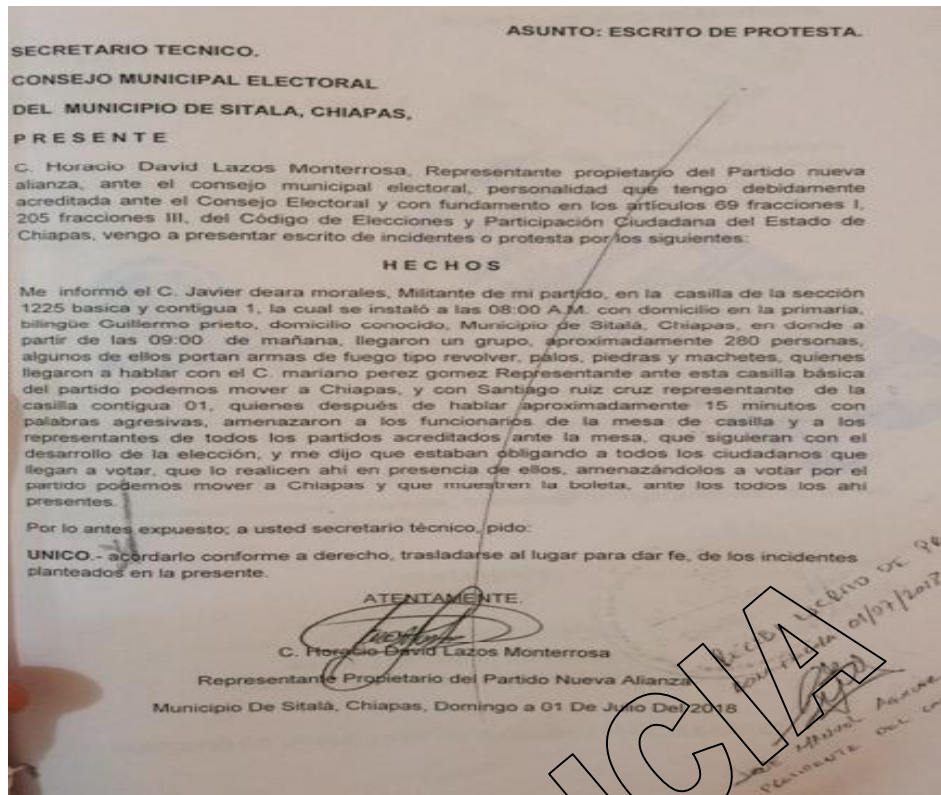 ASUNTO: ESCRITO DE PROTESTA.
SECRETARIO TECNICO.
CONSEJO MUNICIPAL ELECTORAL
DEL MUNICIPIO DE SITALA, CHIAPAS,
P R E S E N T E
C. Horacio David Lazos Monterrosa, Representante propietario del Partido nueva
alianza, ante el consejo municipal electoral, personalidad que tengo debidamente
acreditada ante el Consejo Electoral y con fundamento en los artículos 69 fracciones I,
205 fracciones III, del Código de Elecciones y Participación Ciudadana del Estado de
Chiapas, vengo a presentar escrito de incidentes o protesta por los siguientes:
H E C H O S
Me informó el C. Javier deara morales, Militante de mi partido, en la casilla de la sección
1225 basica y contigua 1, la cual se instaló a las 08:00 A.M. con domicilio en la primaria,
bilingüe Guillermo prieto, domicilio conocido, Municipio de Sitalá, Chiapas, en donde a
partir de las 09:00 de mañana, llegaron un grupo, aproximadamente 280 personas,
algunos de ellos portan armas de fuego tipo revolver, palos, piedras y machetes, quienes
llegaron a hablar con el C. mariano perez gomez Representante ante esta casilla básica
del partido podemos mover a Chiapas, y con Santiago ruiz cruz representante de la
casilla contigua 01, quienes después de hablar aproximadamente 15 minutos con
palabras agresivas, amenazaron a los funcionarios de la mesa de casilla y a los
representantes de todos los partidos acreditados ante la mesa, que siguieran con el
desarrollo de la elección, y me dijo que estaban obligando a todos los ciudadanos que
llegan a votar, que lo realicen ahí en presencia de ellos, amenazándolos a votar por el
partido podemos mover a Chiapas y que muestren la boleta, ante los todos los ahí
presentes.
Por lo antes expuesto; a usted secretario técnico, pido:
UNICO.- acordarlo conforme a derecho, trasladarse al lugar para dar fe, de los incidentes
planteados en la presente.
ATENTAMENTE.
C. Horacio David Lazos Monterrosa
Representante Propietario del Partido Nueva Alianza
Municipio De Sitalá, Chiapas, Domingo a 01 De Julio Del 2018
RECIBI ESCRITO DE
CON FECHA 01/07/2018
JOSE MANUEL
PRESIDENTE DEL
NCIA